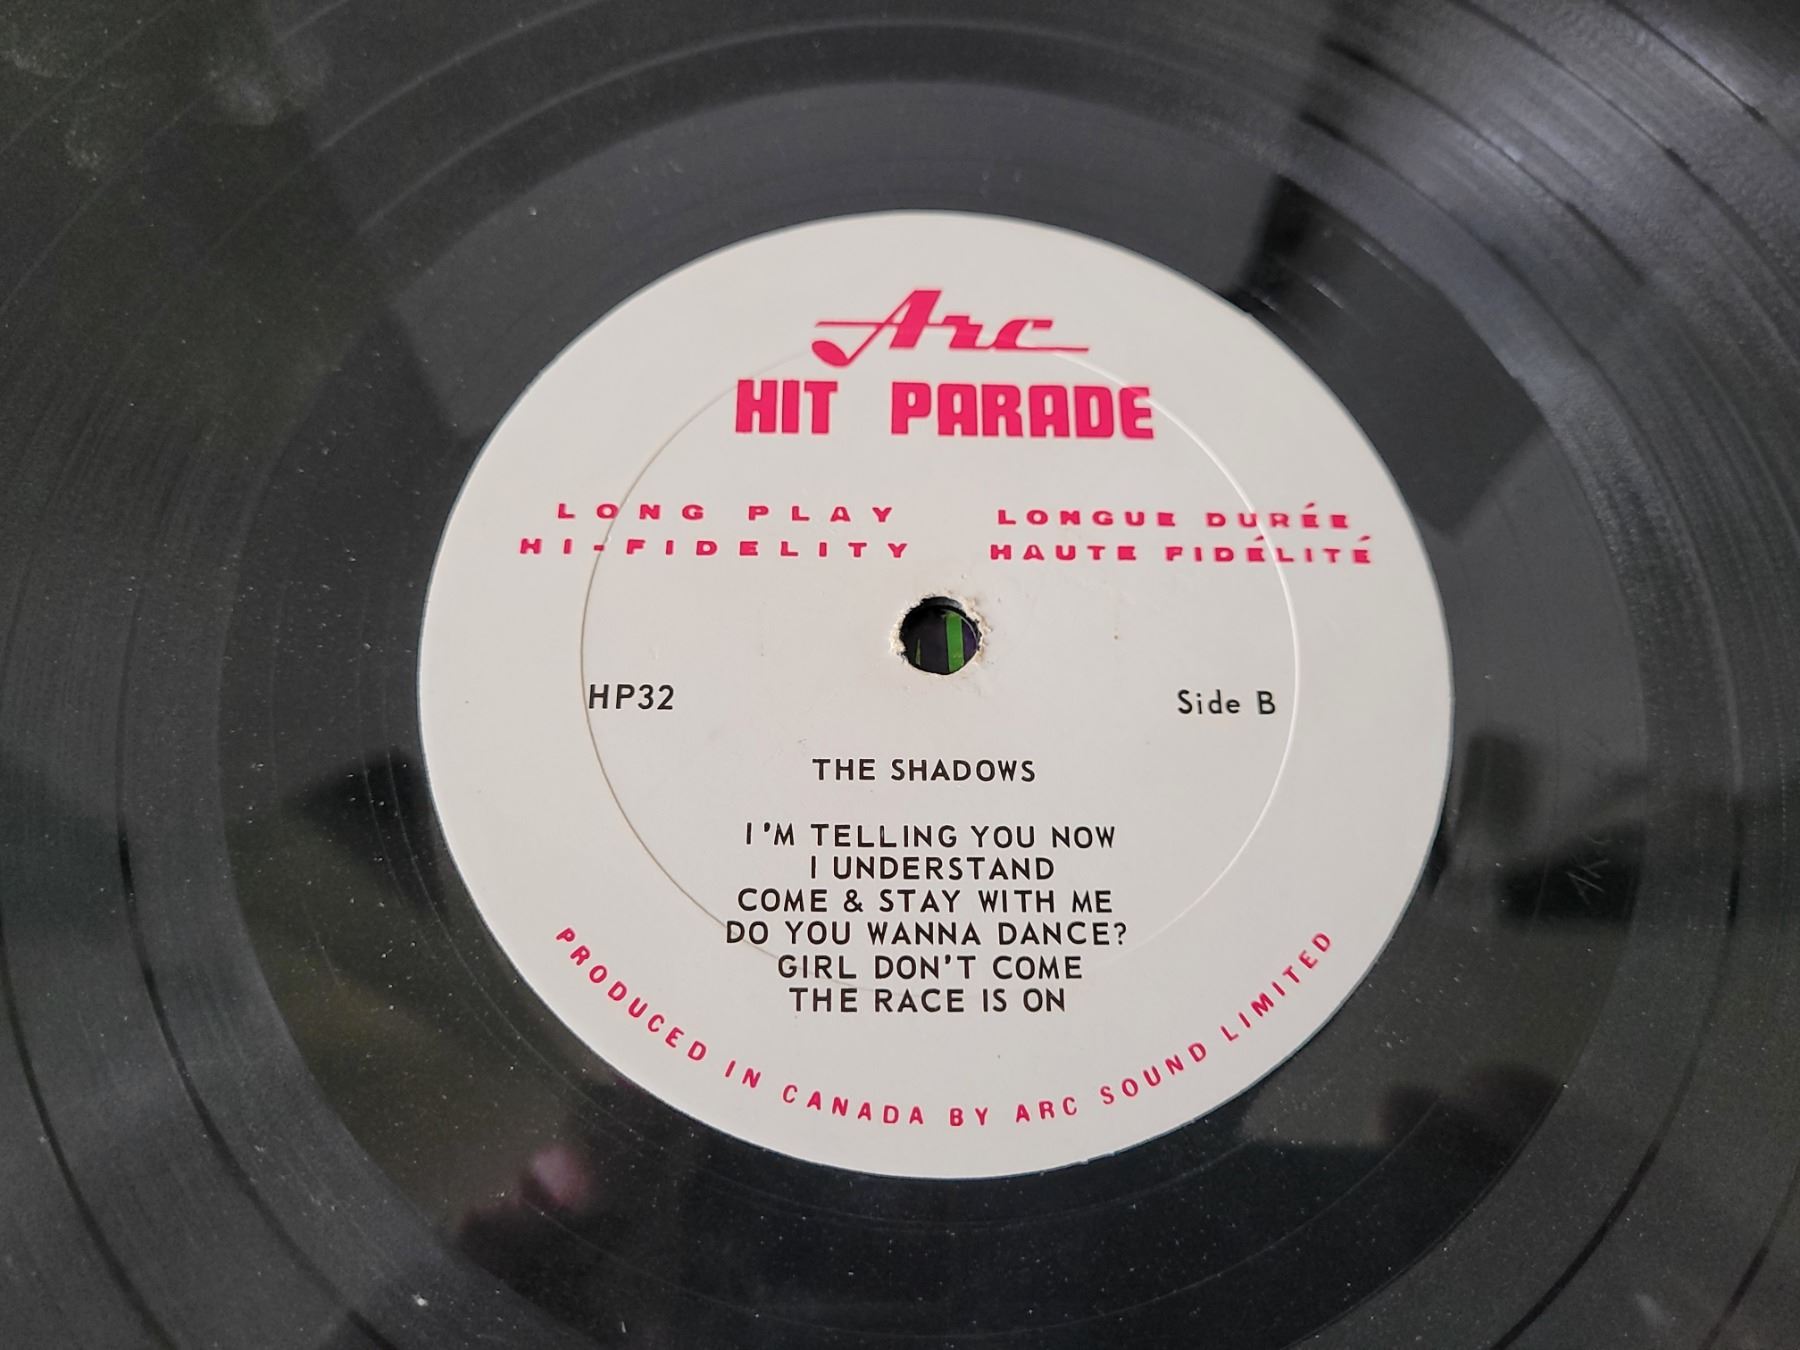 Arc
HIT PARADE
LONG PLAY LONGUE DURÉE
HI-FIDELITY HAUTE FIDÉLITÉ
HP32 Side B
THE SHADOWS
I'M TELLING YOU NOW
I UNDERSTAND
COME & STAY WITH ME
DO YOU WANNA DANCE?
GIRL DON'T COME
THE RACE IS ON
PRODUCED IN CANADA BY ARC SOUND LIMITED